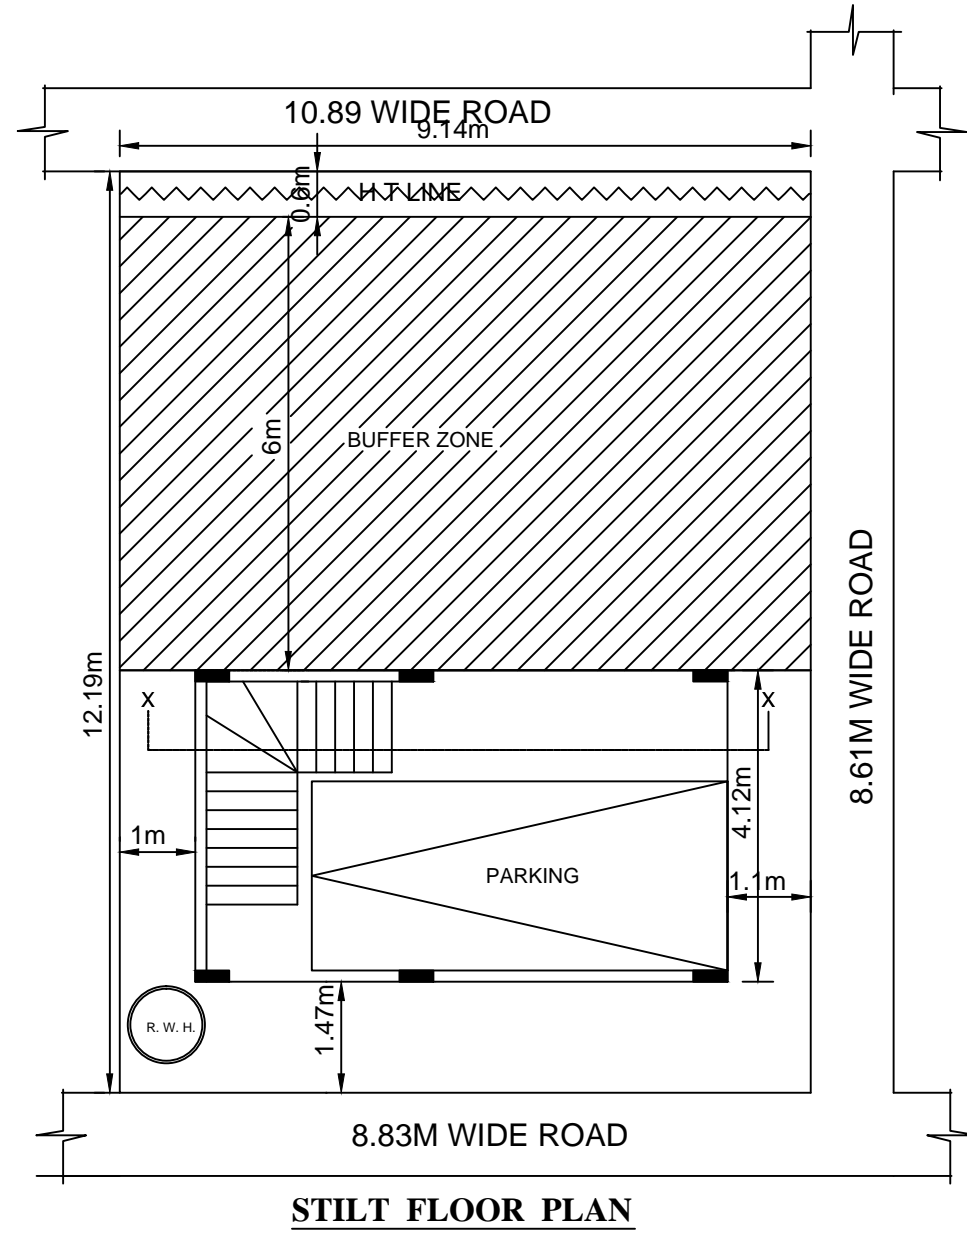 10.89 WIDE ROAD
9.14m
0.6m
H T LINE
6m
BUFFER ZONE
12.19m
X
X
8.61M WIDE ROAD
4.12m
1m
PARKING
1.1m
1.47m
R. W. H.
8.83M WIDE ROAD
STILT FLOOR PLAN